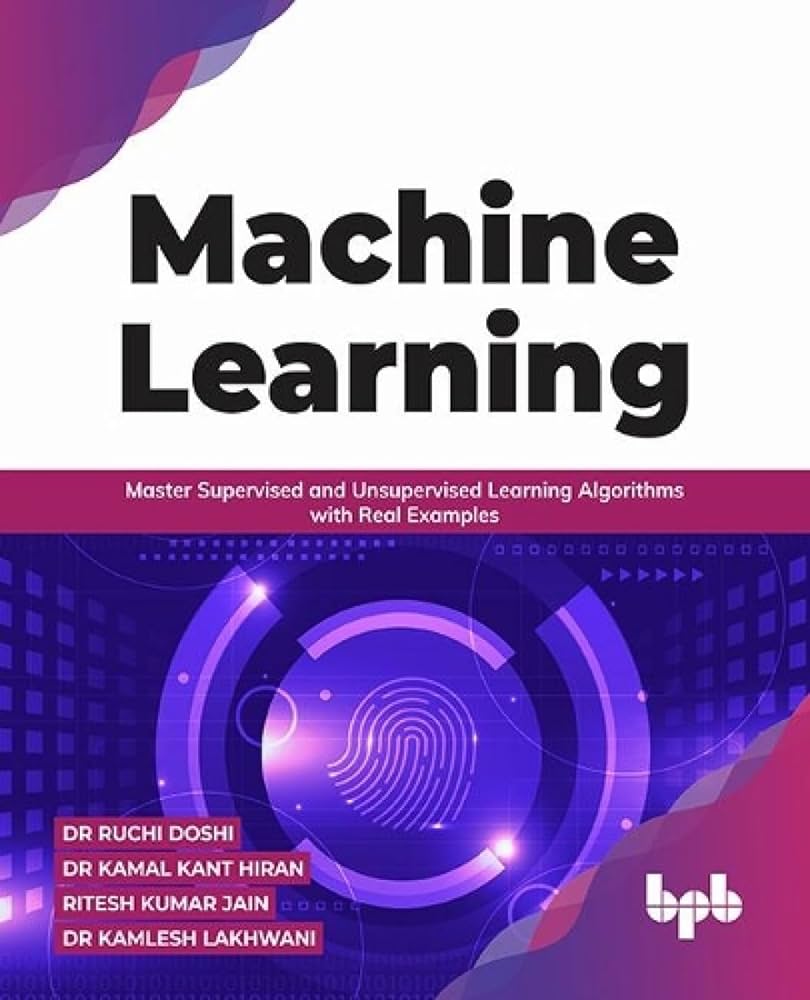 Machine
Learning
Master Supervised and Unsupervised Learning Algorithms
with Real Examples
DR RUCHI DOSHI
DR KAMAL KANT HIRAN
RITESH KUMAR JAIN
DR KAMLESH LAKHWANI
bpb